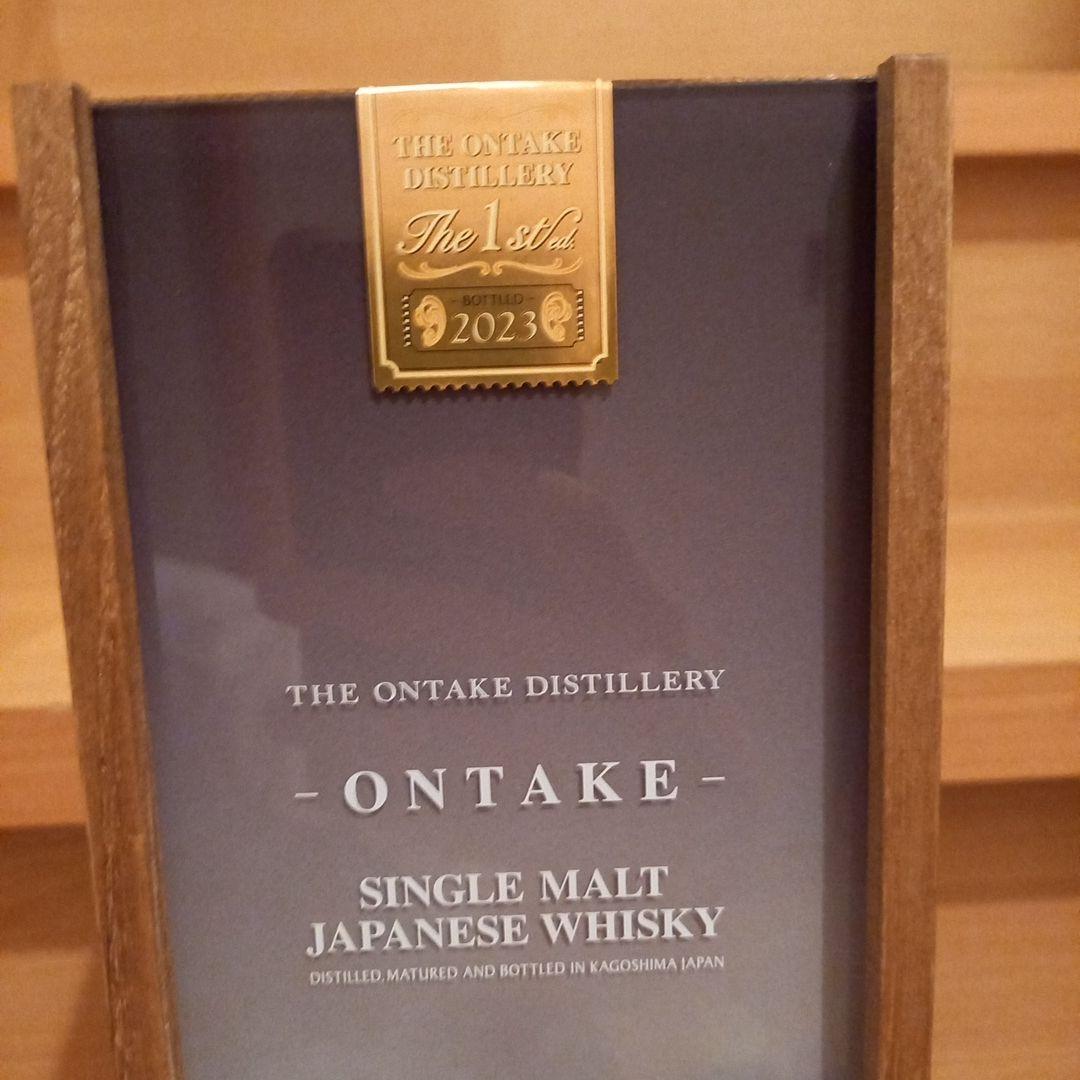 THE ONTAKE
DISTILLERY
The 1st ed.
- BOTTLED -
2023
THE ONTAKE DISTILLERY
- ONTAKE -
SINGLE MALT
JAPANESE WHISKY
DISTILLED, MATURED AND BOTTLED IN KAGOSHIMA JAPAN